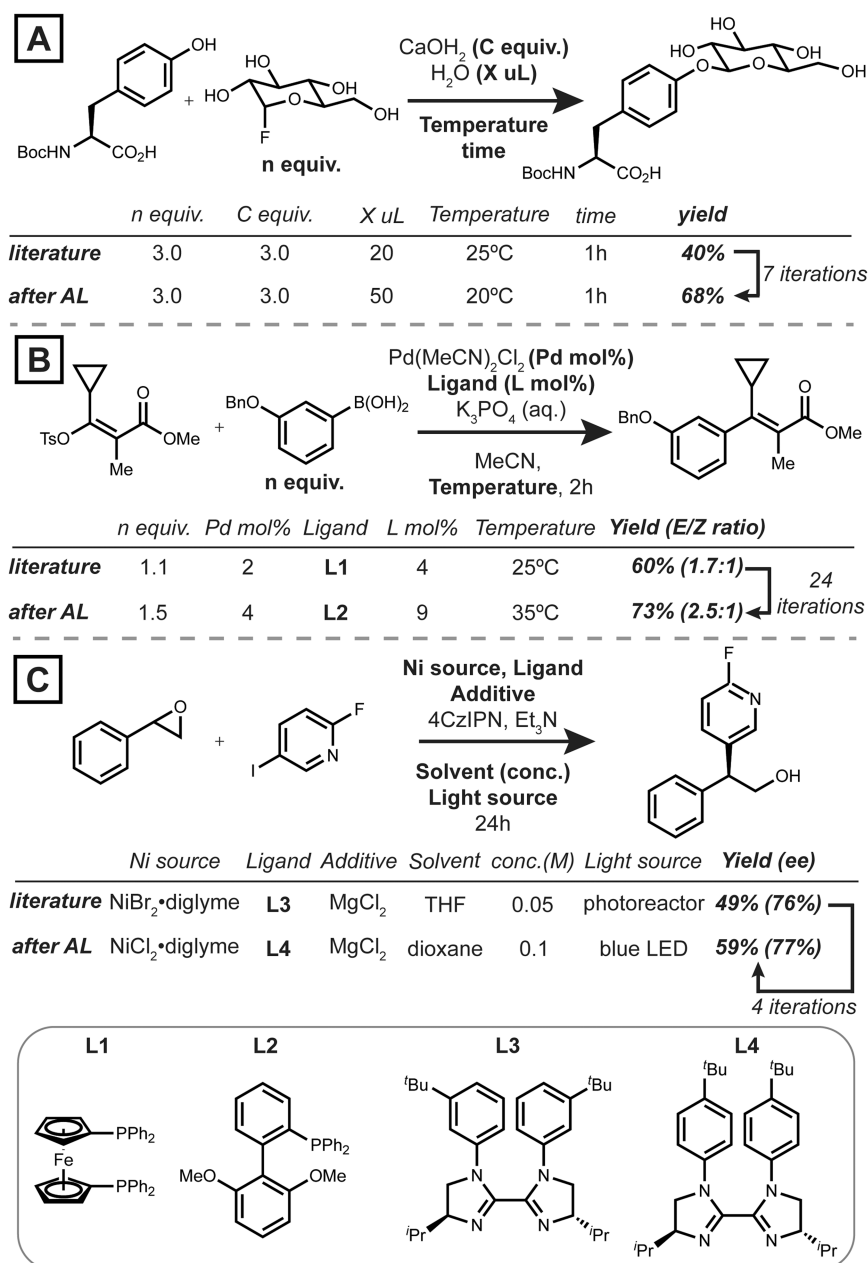 A
OH
BocHN
CO2H
+
HO
HO
HO
OH
O
OH
F
n equiv.
CaOH2 (C equiv.)
H2O (X uL)
Temperature
time
HO
HO
HO
OH
O
O
OH
BocHN
CO2H
n equiv. C equiv. X uL Temperature time yield
literature 3.0 3.0 20 25ºC 1h 40%
7 iterations
after AL 3.0 3.0 50 20ºC 1h 68%
B
O
TsO
OMe
Me
+
BnO
B(OH)2
n equiv.
Pd(MeCN)2Cl2 (Pd mol%)
Ligand (L mol%)
K3PO4 (aq.)
MeCN,
Temperature, 2h
BnO
O
OMe
Me
n equiv. Pd mol% Ligand L mol% Temperature Yield (E/Z ratio)
literature 1.1 2 L1 4 25ºC 60% (1.7:1)
24
iterations
after AL 1.5 4 L2 9 35ºC 73% (2.5:1)
C
O
+
I
F
N
Ni source, Ligand
Additive
4CzIPN, Et3N
Solvent (conc.)
Light source
24h
F
N
OH
Ni source Ligand Additive Solvent conc.(M) Light source Yield (ee)
literature NiBr2•diglyme L3 MgCl2 THF 0.05 photoreactor 49% (76%)
after AL NiCl2•diglyme L4 MgCl2 dioxane 0.1 blue LED 59% (77%)
4 iterations
L1 L2 L3 L4
Fe
PPh2
PPh2
PPh2
MeO
OMe
tBu
tBu
N
N
N
N
iPr
iPr
tBu
tBu
N
N
N
N
iPr
iPr